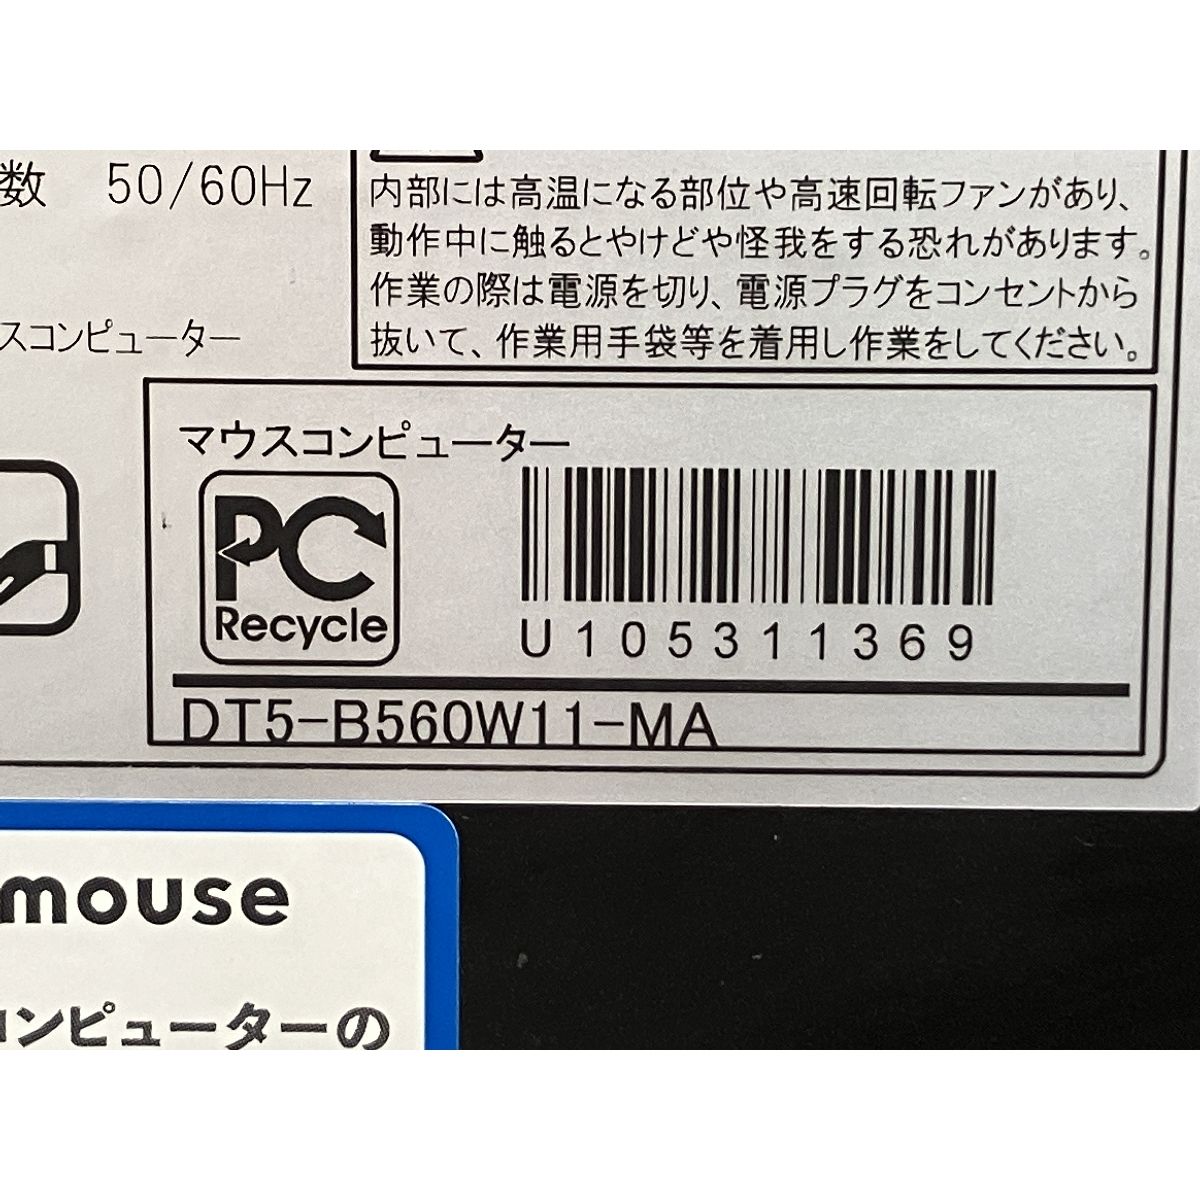 数 50/60Hz
内部には高温になる部位や高速回転ファンがあり、
動作中に触るとやけどや怪我をする恐れがあります。
作業の際は電源を切り、電源プラグをコンセントから
抜いて、作業用手袋等を着用し作業をしてください。
スコンピューター
マウスコンピューター
PC
Recycle
U105311369
DT5-B560W11-MA
mouse
コンピューターの